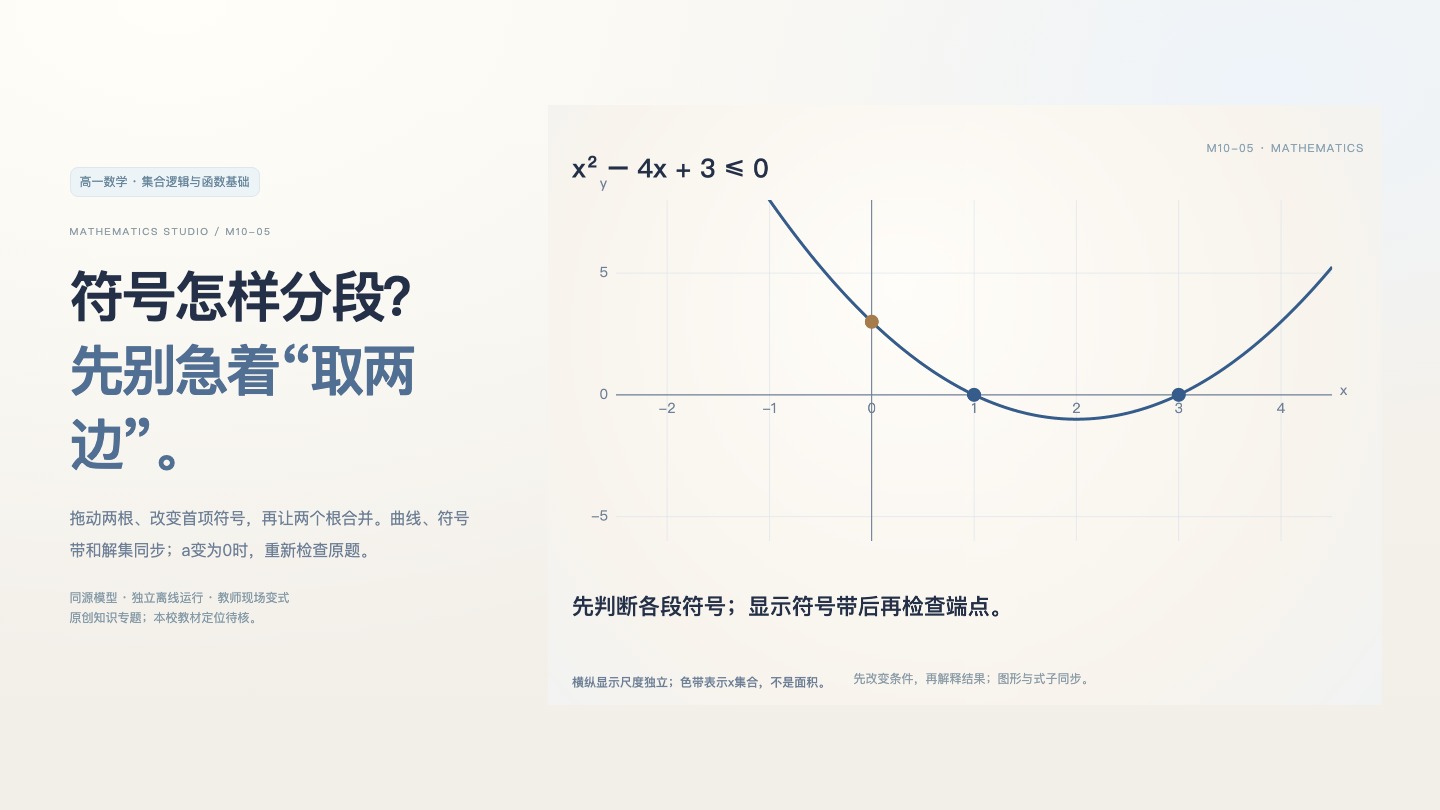 高一数学 · 集合逻辑与函数基础
MATHEMATICS STUDIO / M10-05
符号怎样分段?
先别急着“取两
边”。
拖动两根、改变首项符号，再让两个根合并。曲线、符号
带和解集同步；a变为0时，重新检查原题。
同源模型 · 独立离线运行 · 教师现场变式
原创知识专题；本校教材定位待核。
M10-05 · MATHEMATICS
x² − 4x + 3 ⩽ 0
y
5
0
x
−2
−1
0
1
2
3
4
−5
先判断各段符号；显示符号带后再检查端点。
横纵显示尺度独立；色带表示x集合，不是面积。
先改变条件，再解释结果；图形与式子同步。